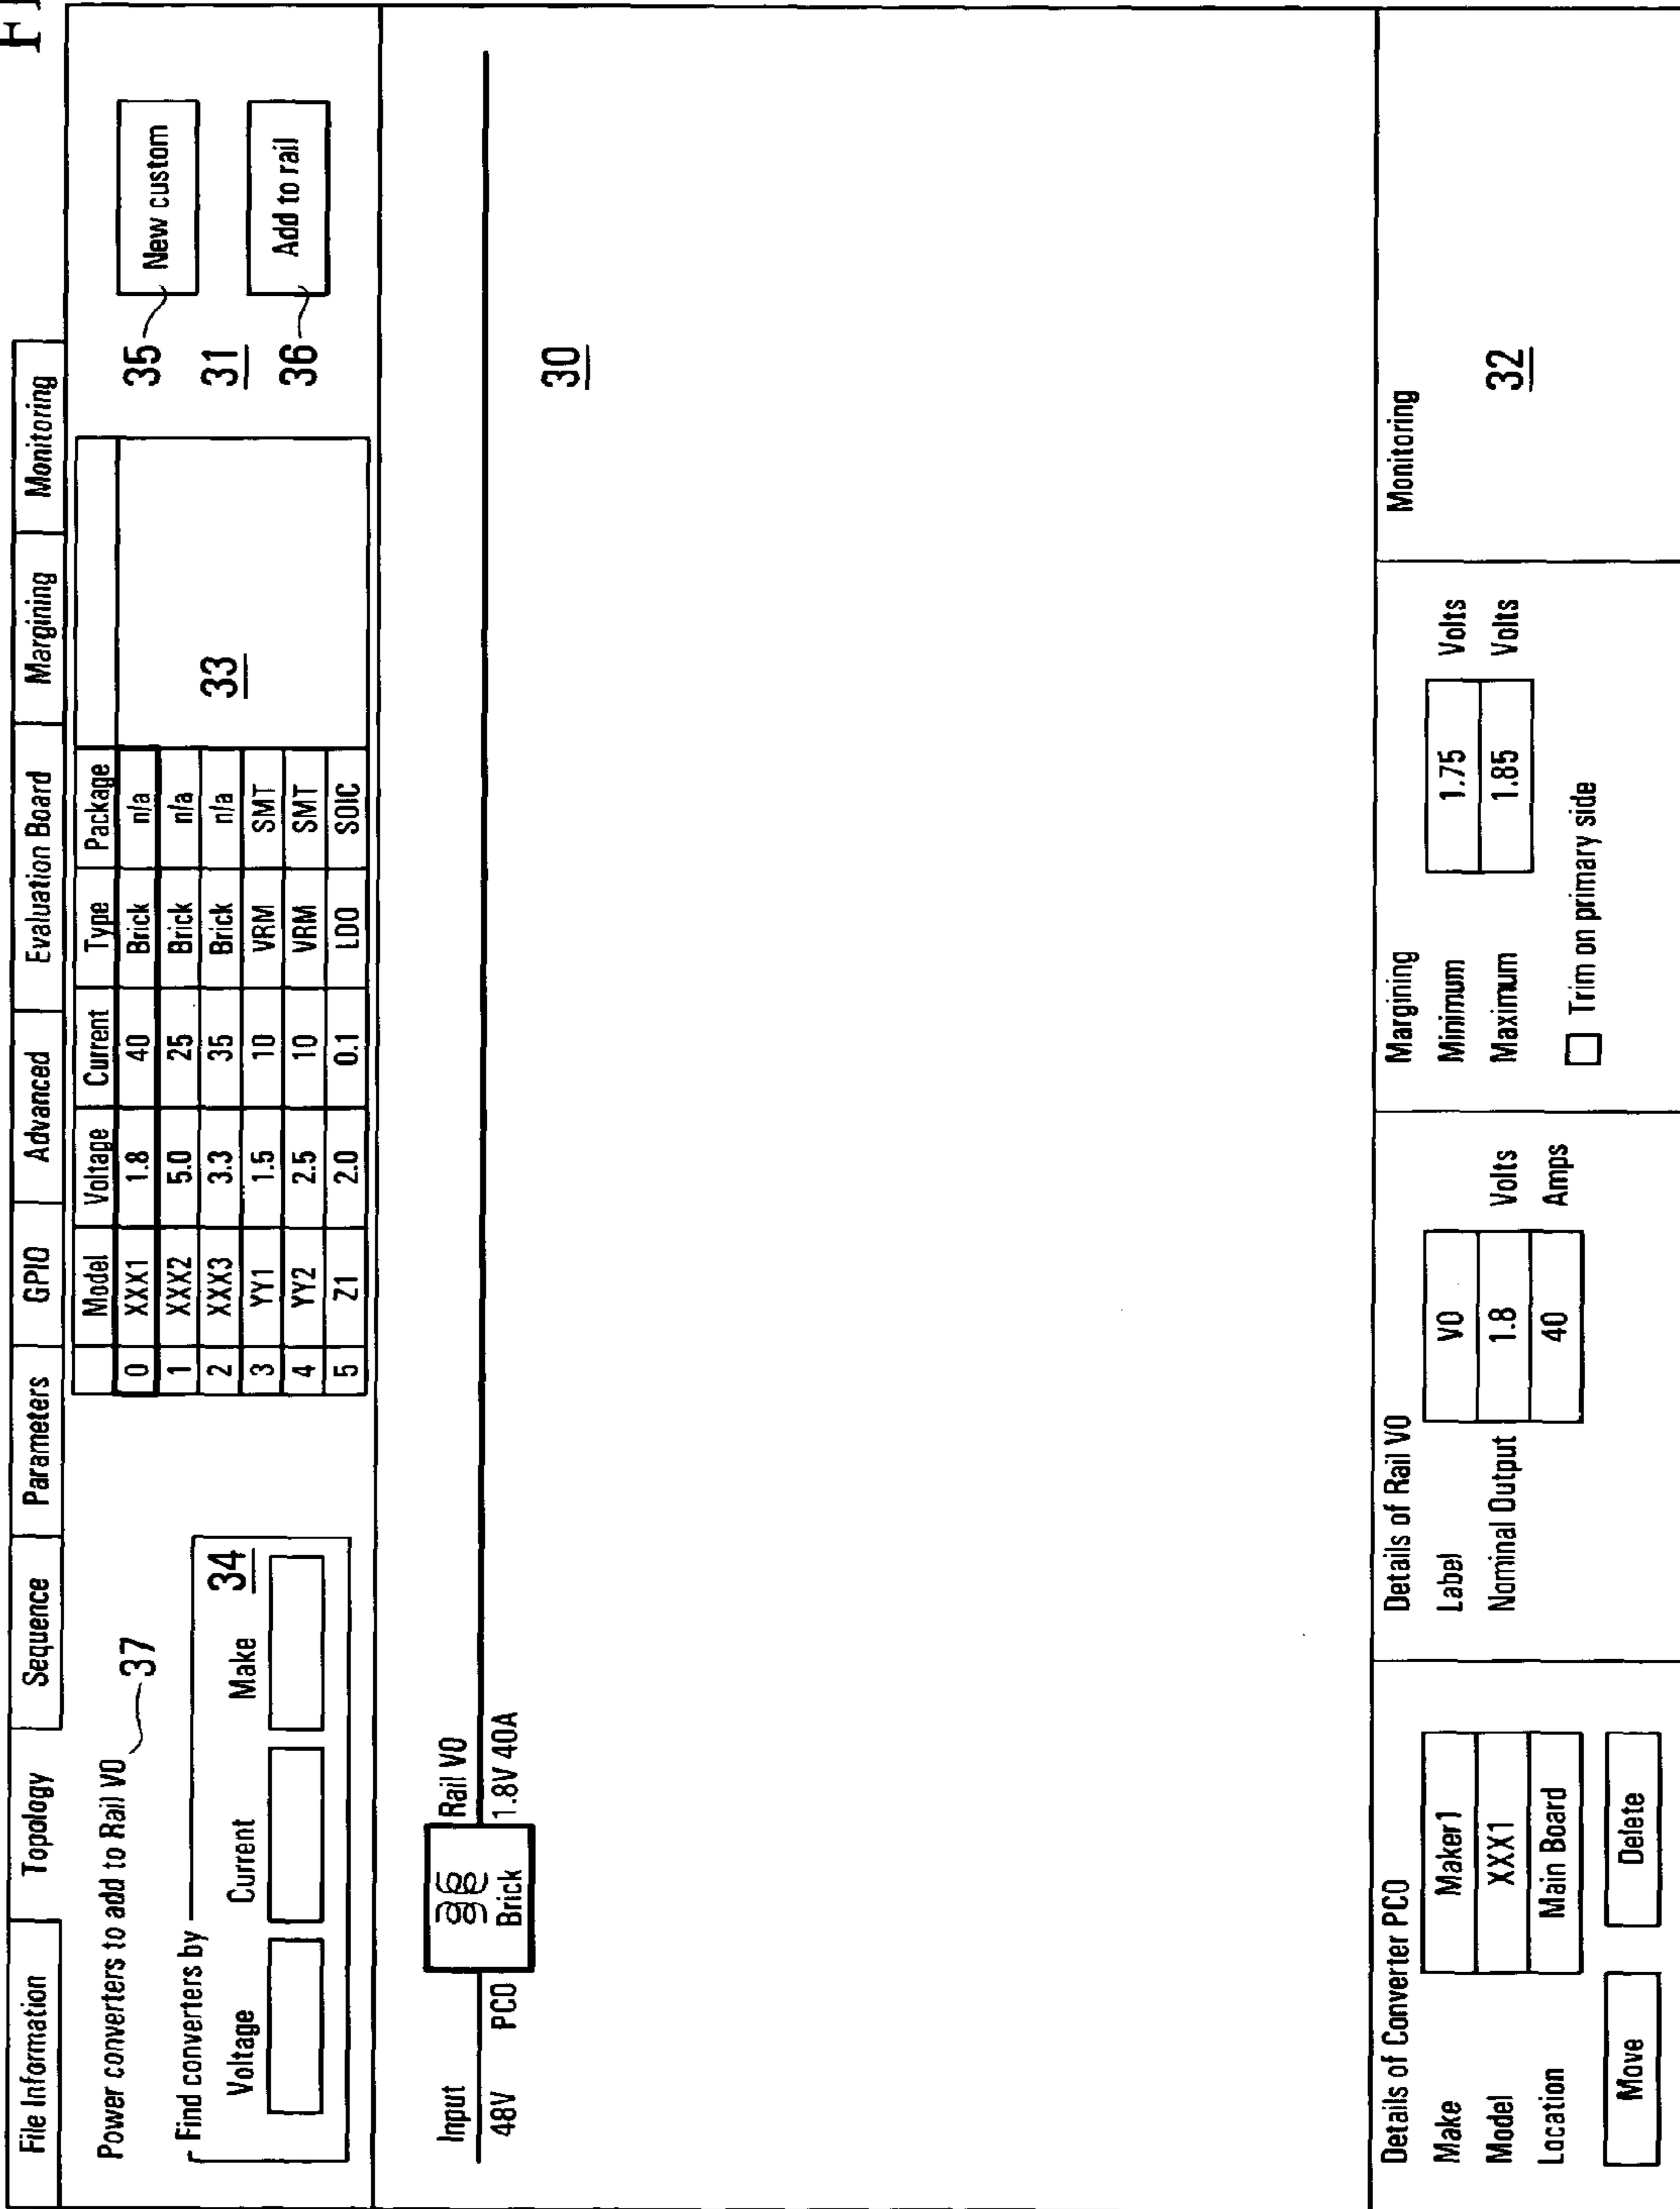 File Information Topology Sequence Parameters GPIO Advanced Evaluation Board Margining Monitoring
Power converters to add to Rail V0 37
Find converters by
34
Voltage Current Make
Model Voltage Current Type Package
0 XXX1 1.8 40 Brick n/a
1 XXX2 5.0 25 Brick n/a
2 XXX3 3.3 35 Brick n/a
3 YY1 1.5 10 VRM SMT
4 YY2 2.5 10 VRM SMT
5 Z1 2.0 0.1 LDO SOIC
33
35 New custom
31
36 Add to rail
Input
48V
PC0
Brick
Rail V0
1.8V 40A
30
Details of Converter PC0
Make Maker1
Model XXX1
Location Main Board
Move Delete
Details of Rail V0
Label V0
Nominal Output 1.8 Volts
40 Amps
Margining
Minimum 1.75 Volts
Maximum 1.85 Volts
Trim on primary side
Monitoring
32